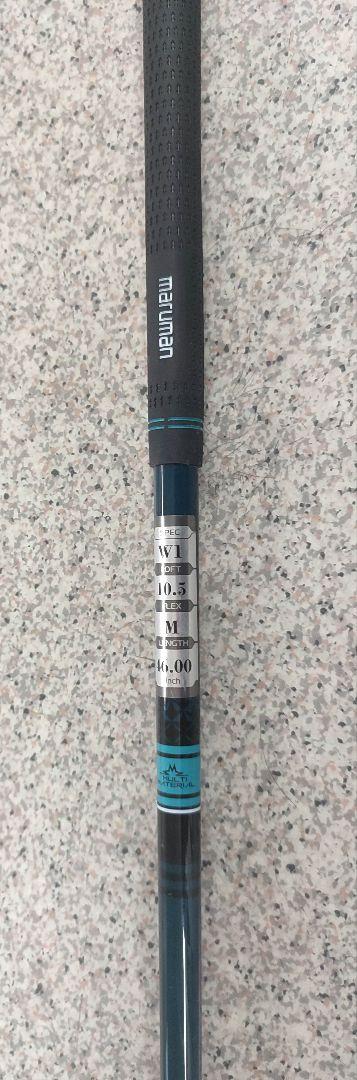 maruman
SPEC
W1
LOFT
10.5
FLEX
M
LENGTH
46.00
inch
M
MULTI
MATERIAL